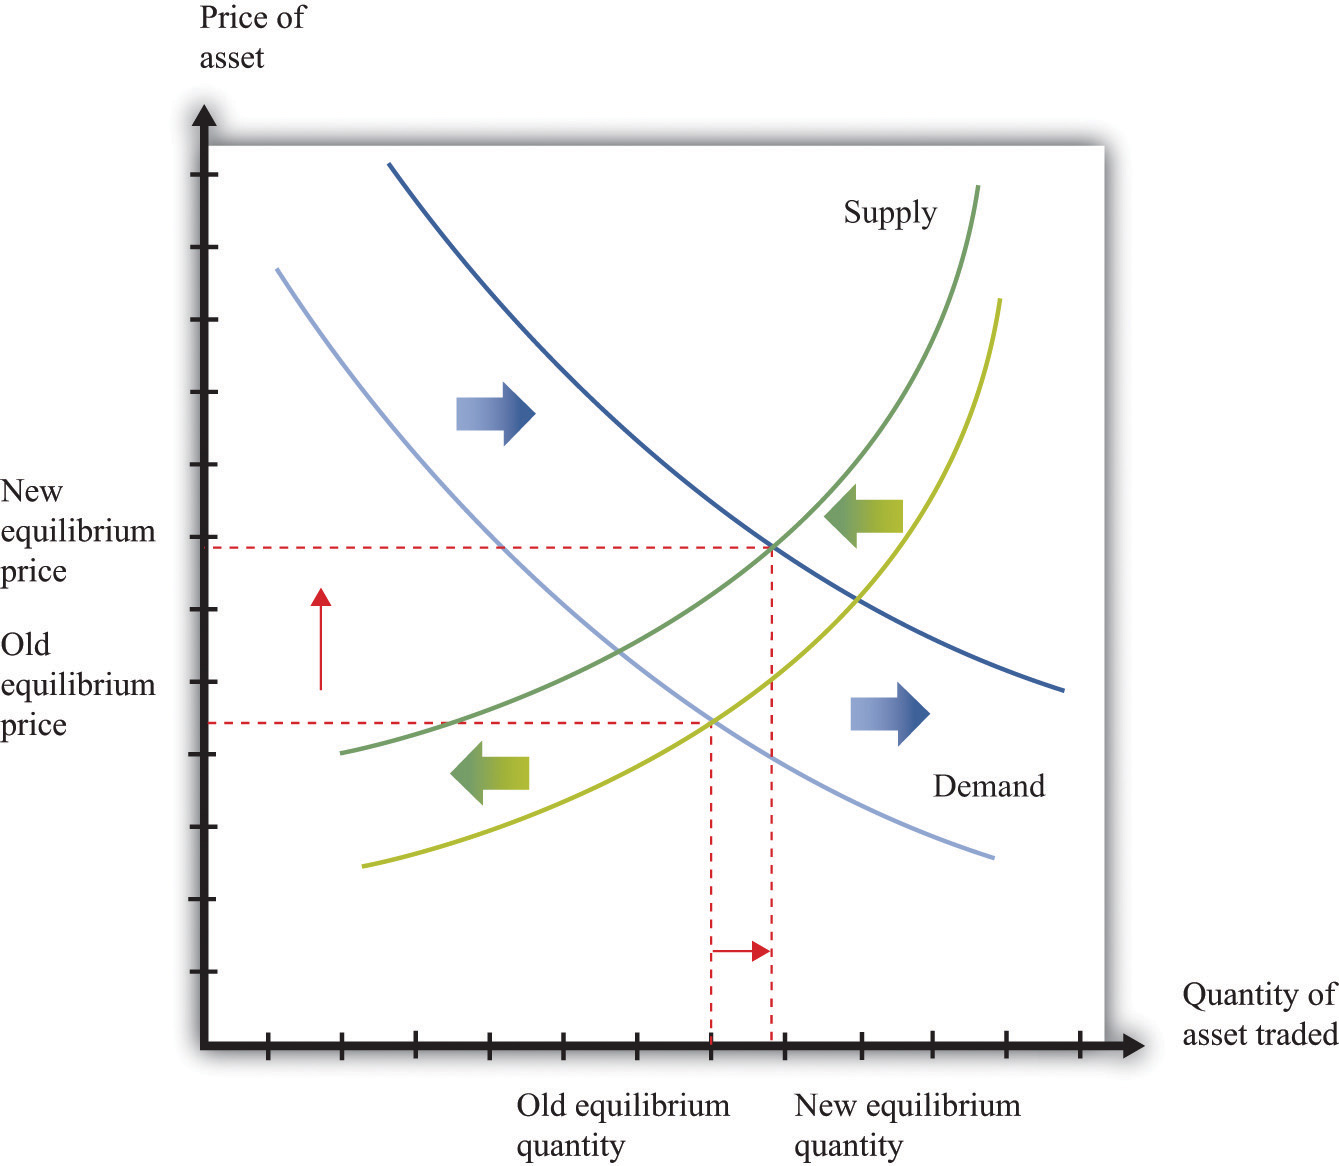 Price of
asset
Supply
New
equilibrium
price
Old
equilibrium
price
Demand
Quantity of
asset traded
Old equilibrium
quantity
New equilibrium
quantity